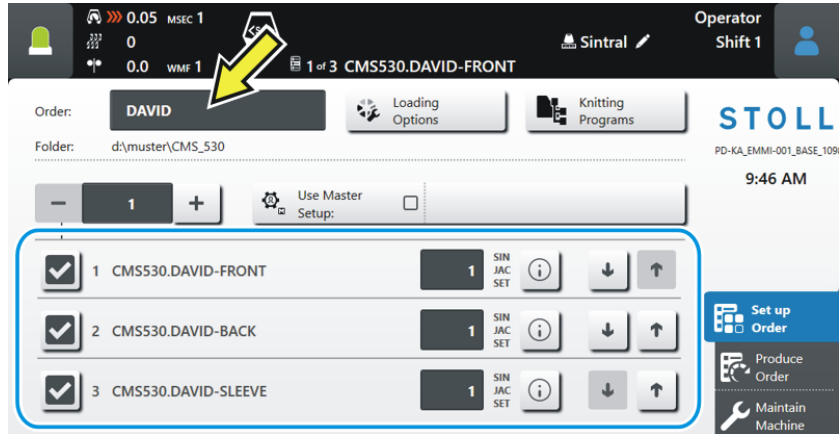 0.05 MSEC 1
Operator
0
Sintral
Shift 1
0.0 WMF 1
1 of 3 CMS530.DAVID-FRONT
Order:
DAVID
Loading
Options
Knitting
Programs
STOLL
Folder:
d:\muster\CMS_530
PD-KA_EMMI-001_BASE_109
9:46 AM
1
Use Master
Setup:
1 CMS530.DAVID-FRONT
1
SIN
JAC
SET
2 CMS530.DAVID-BACK
1
SIN
JAC
SET
3 CMS530.DAVID-SLEEVE
1
SIN
JAC
SET
Set up
Order
Produce
Order
Maintain
Machine